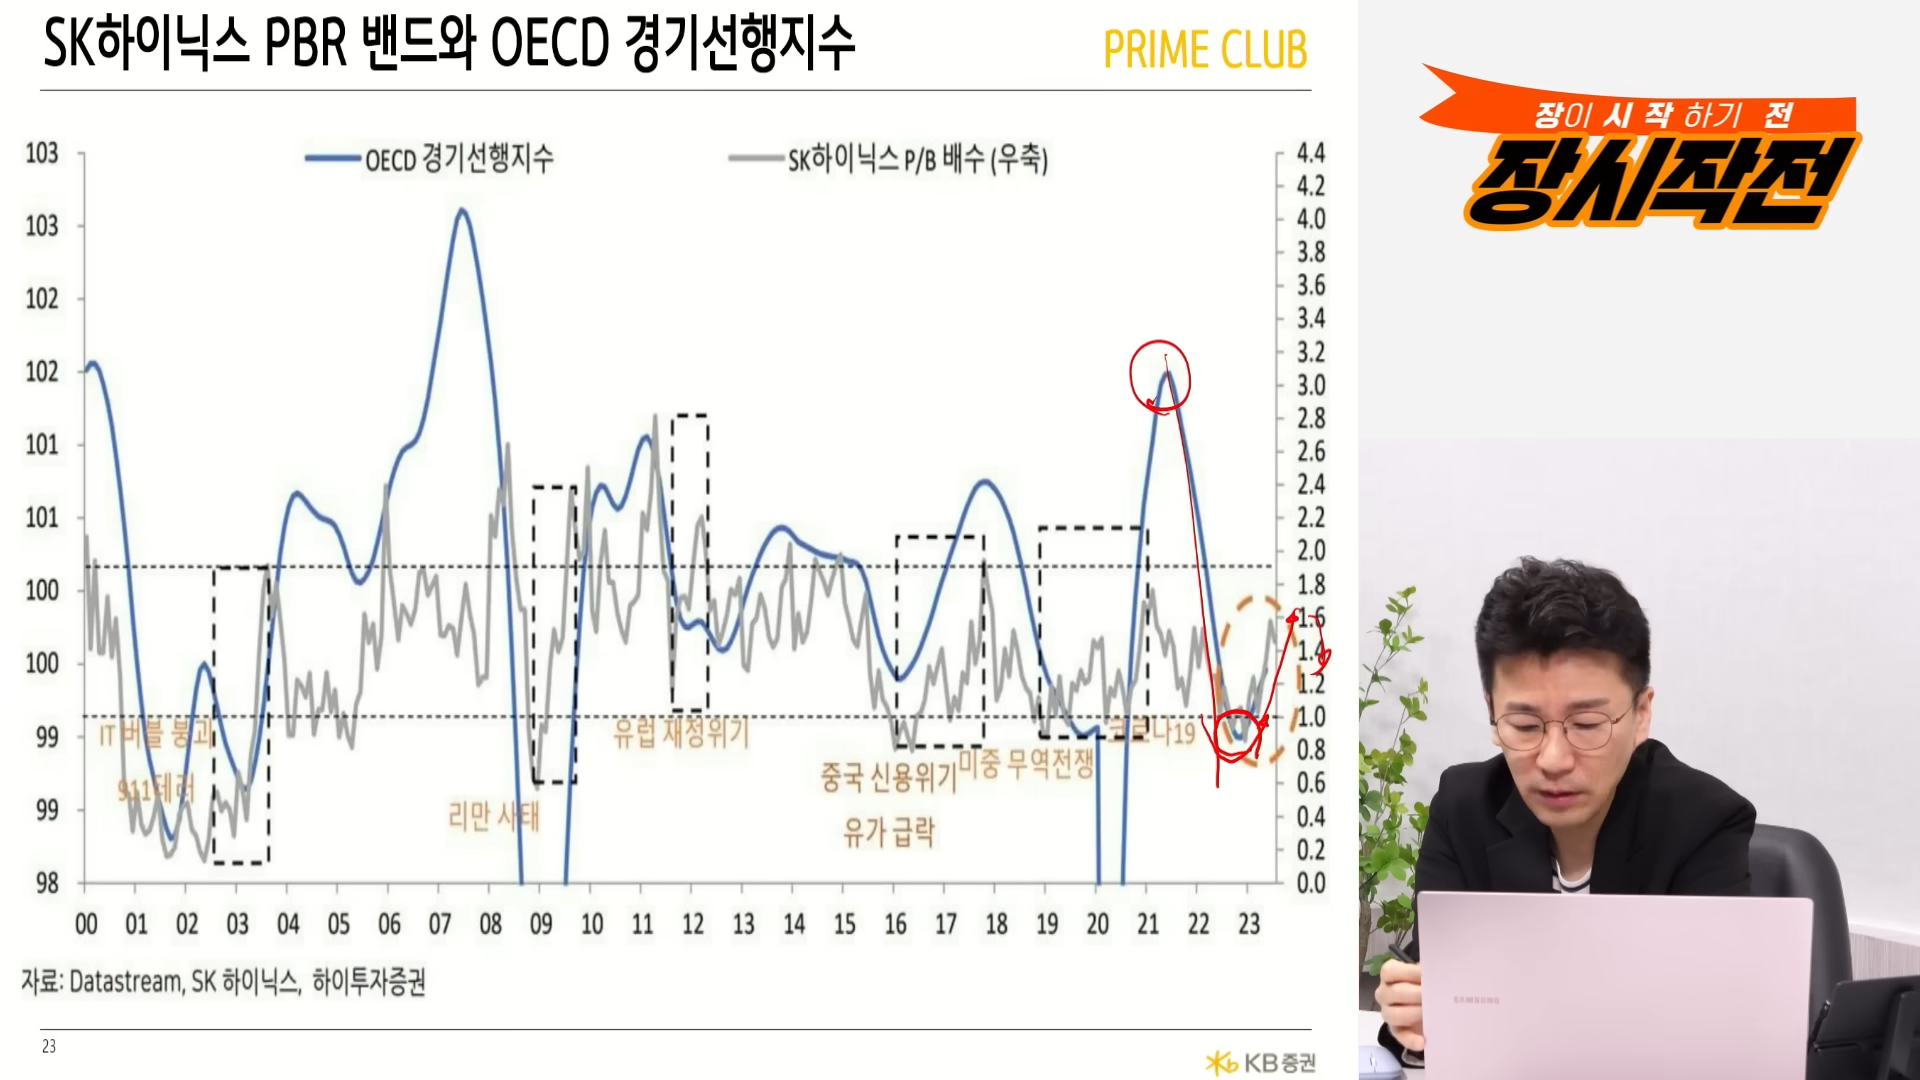 SK하이닉스 PBR 밴드와 OECD 경기선행지수
PRIME CLUB
장이 시작하기 전
장시작전
OECD 경기선행지수
SK하이닉스 P/B 배수 (우축)
103
103
102
102
101
101
100
100
99
99
98
4.4
4.2
4.0
3.8
3.6
3.4
3.2
3.0
2.8
2.6
2.4
2.2
2.0
1.8
1.6
1.4
1.2
1.0
0.8
0.6
0.4
0.2
0.0
IT 버블 붕괴
911테러
리만 사태
유럽 재정위기
중국 신용위기
유가 급락
미중 무역전쟁
코로나19
00 01 02 03 04 05 06 07 08 09 10 11 12 13 14 15 16 17 18 19 20 21 22 23
자료: Datastream, SK 하이닉스, 하이투자증권
23
KB증권
SAMSUNG